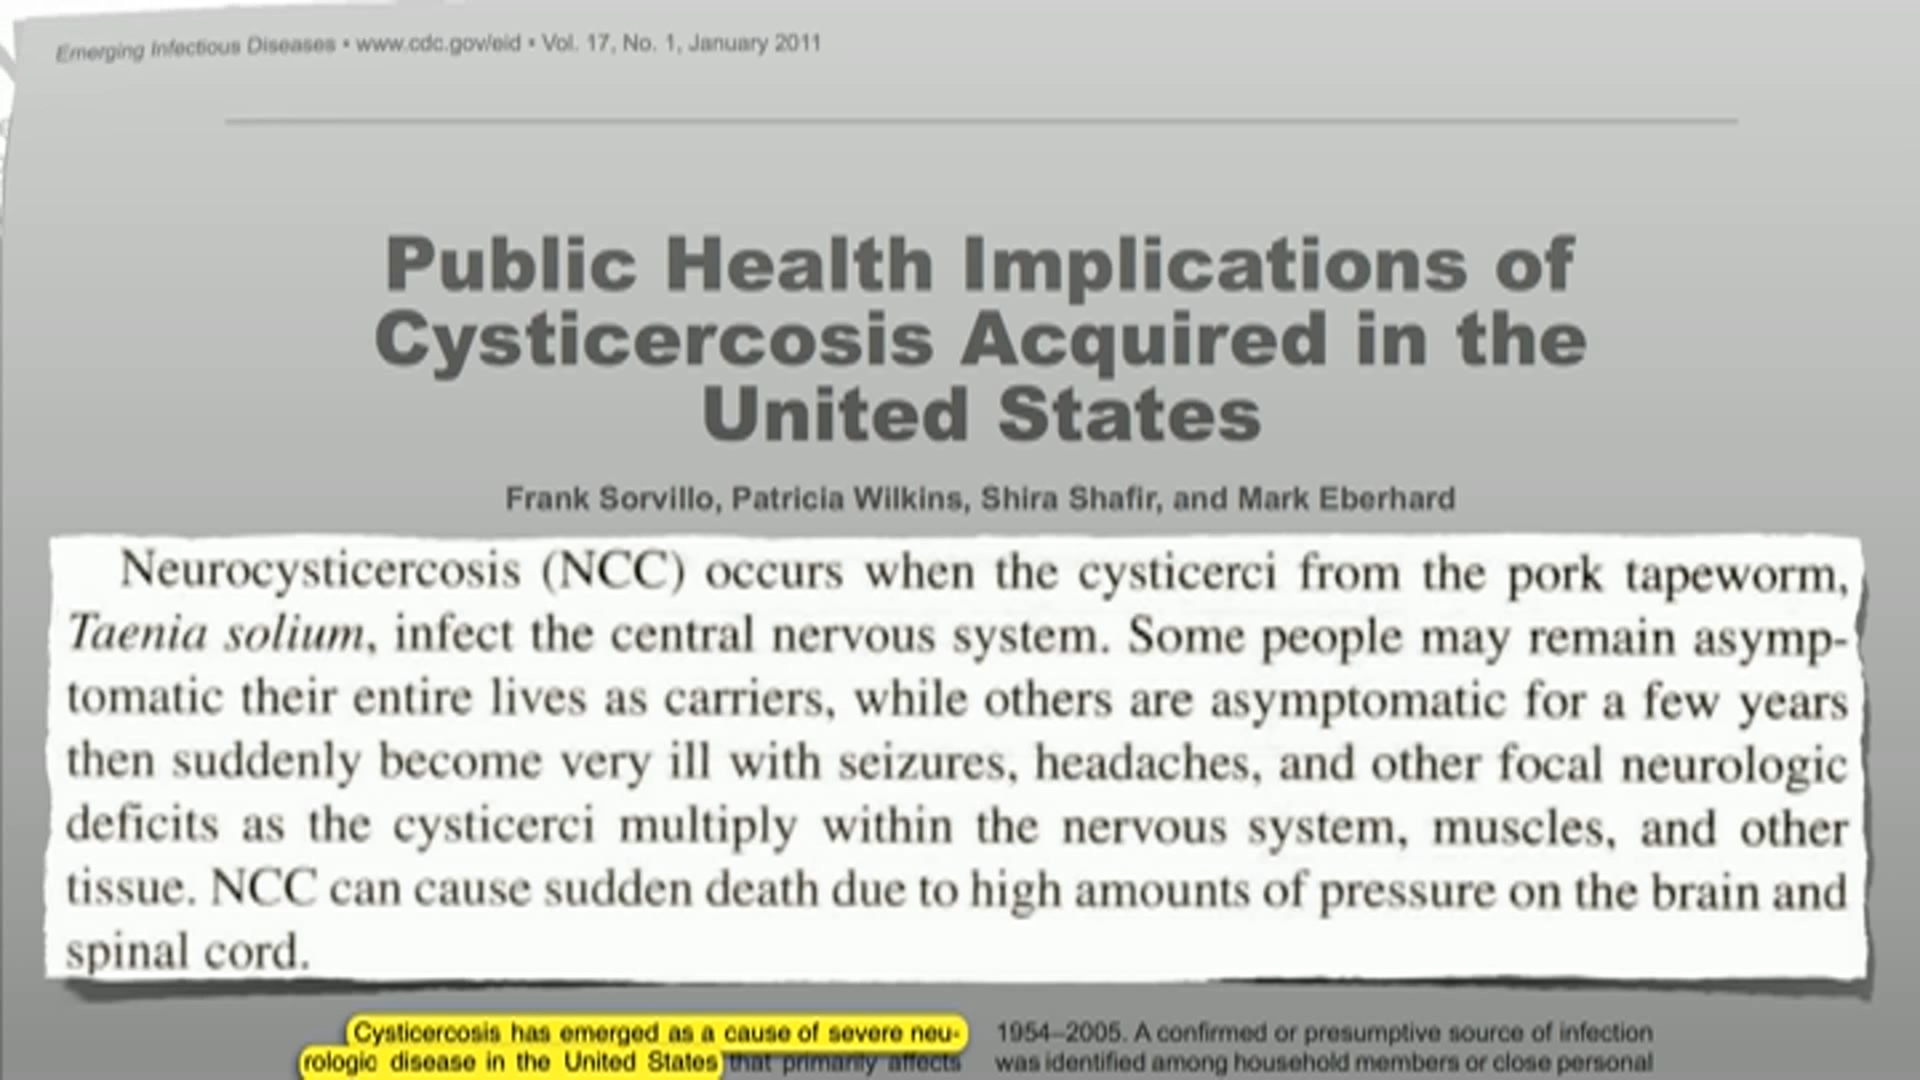 Emerging Infectious Diseases • www.cdc.gov/eid • Vol. 17, No. 1, January 2011
Public Health Implications of
Cysticercosis Acquired in the
United States
Frank Sorvillo, Patricia Wilkins, Shira Shafir, and Mark Eberhard
Neurocysticercosis (NCC) occurs when the cysticerci from the pork tapeworm,
Taenia solium, infect the central nervous system. Some people may remain asymp-
tomatic their entire lives as carriers, while others are asymptomatic for a few years
then suddenly become very ill with seizures, headaches, and other focal neurologic
deficits as the cysticerci multiply within the nervous system, muscles, and other
tissue. NCC can cause sudden death due to high amounts of pressure on the brain and
spinal cord.
Cysticercosis has emerged as a cause of severe neu-
rologic disease in the United States that primarily affects
1954–2005. A confirmed or presumptive source of infection
was identified among household members or close personal